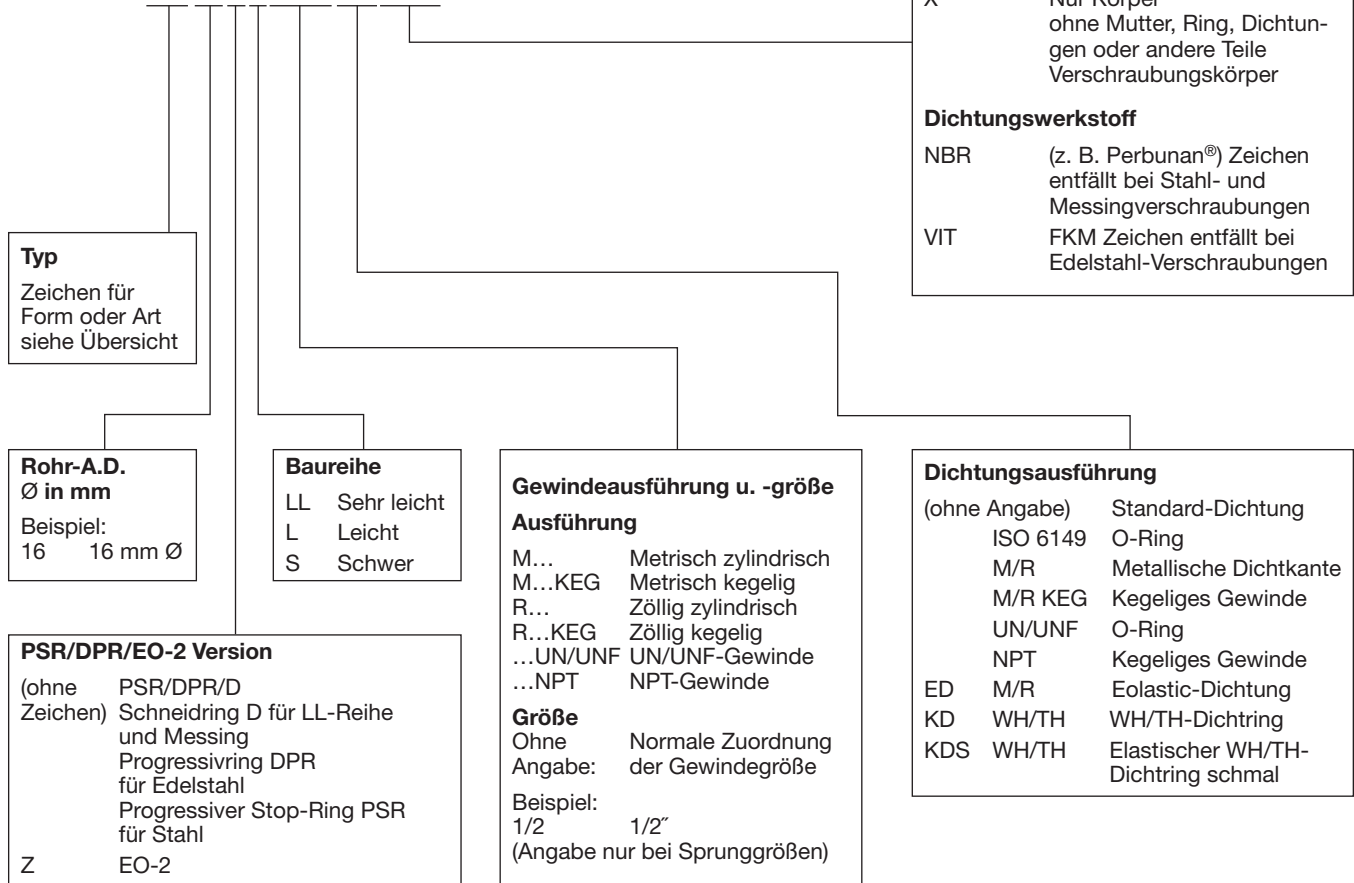 X Nur Körper
ohne Mutter, Ring, Dichtun-
gen oder andere Teile
Verschraubungskörper
Dichtungswerkstoff
NBR (z. B. Perbunan®) Zeichen
entfällt bei Stahl- und
Messingverschraubungen
VIT FKM Zeichen entfällt bei
Edelstahl-Verschraubungen
Typ
Zeichen für
Form oder Art
siehe Übersicht
Rohr-A.D.
Ø in mm
Beispiel:
16 16 mm Ø
Baureihe
LL Sehr leicht
L Leicht
S Schwer
PSR/DPR/EO-2 Version
(ohne PSR/DPR/D
Zeichen) Schneidring D für LL-Reihe
und Messing
Progressivring DPR
für Edelstahl
Progressiver Stop-Ring PSR
für Stahl
Z EO-2
Gewindeausführung u. -größe
Ausführung
M… Metrisch zylindrisch
M…KEG Metrisch kegelig
R… Zöllig zylindrisch
R…KEG Zöllig kegelig
…UN/UNF UN/UNF-Gewinde
…NPT NPT-Gewinde
Größe
Ohne Normale Zuordnung
Angabe: der Gewindegröße
Beispiel:
1/2 1/2˝
(Angabe nur bei Sprunggrößen)
Dichtungsausführung
(ohne Angabe) Standard-Dichtung
ISO 6149 O-Ring
M/R Metallische Dichtkante
M/R KEG Kegeliges Gewinde
UN/UNF O-Ring
NPT Kegeliges Gewinde
ED M/R Eolastic-Dichtung
KD WH/TH WH/TH-Dichtring
KDS WH/TH Elastischer WH/TH-
Dichtring schmal